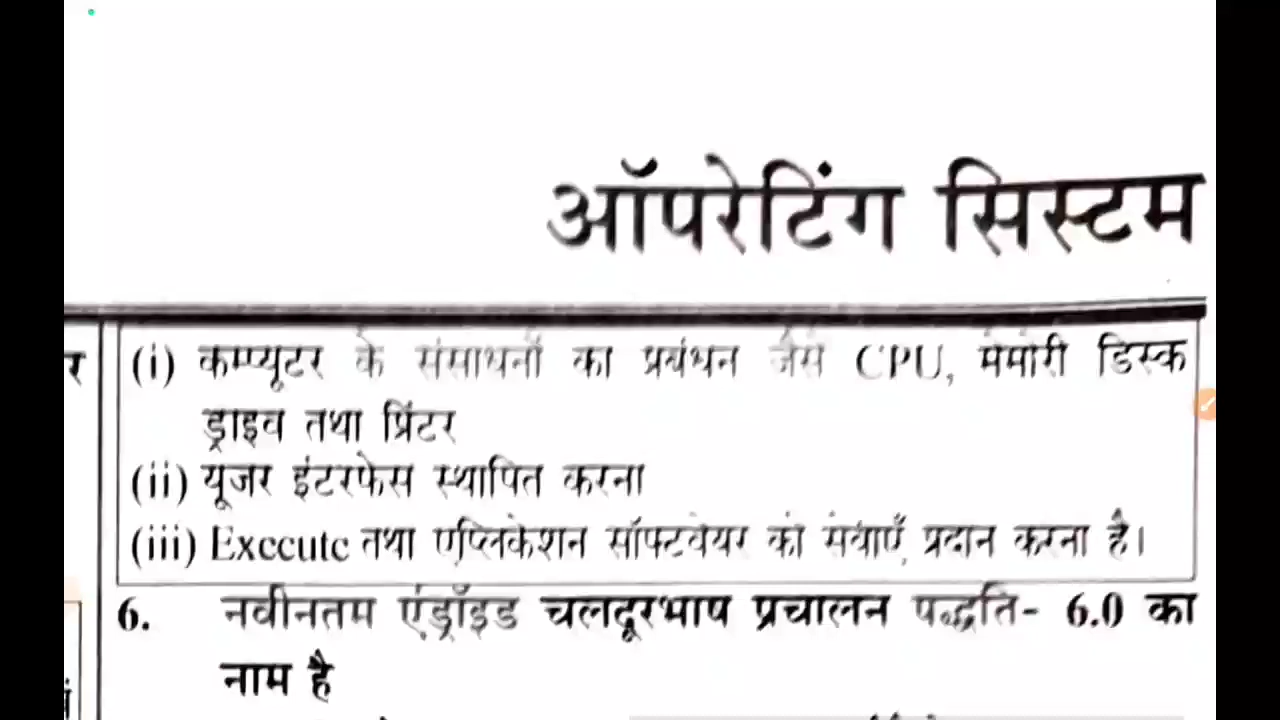 ऑपरेटिंग सिस्टम
र
(i) कम्प्यूटर के संसाधनों का प्रबंधन जैसे CPU, मेमोरी डिस्क
ड्राइव तथा प्रिंटर
(ii) यूजर इंटरफेस स्थापित करना
(iii) Execute तथा एप्लिकेशन सॉफ्टवेयर को सेवाएँ प्रदान करना है।
6. नवीनतम एंड्रॉइड चलदूरभाष प्रचालन पद्धति- 6.0 का
नाम है